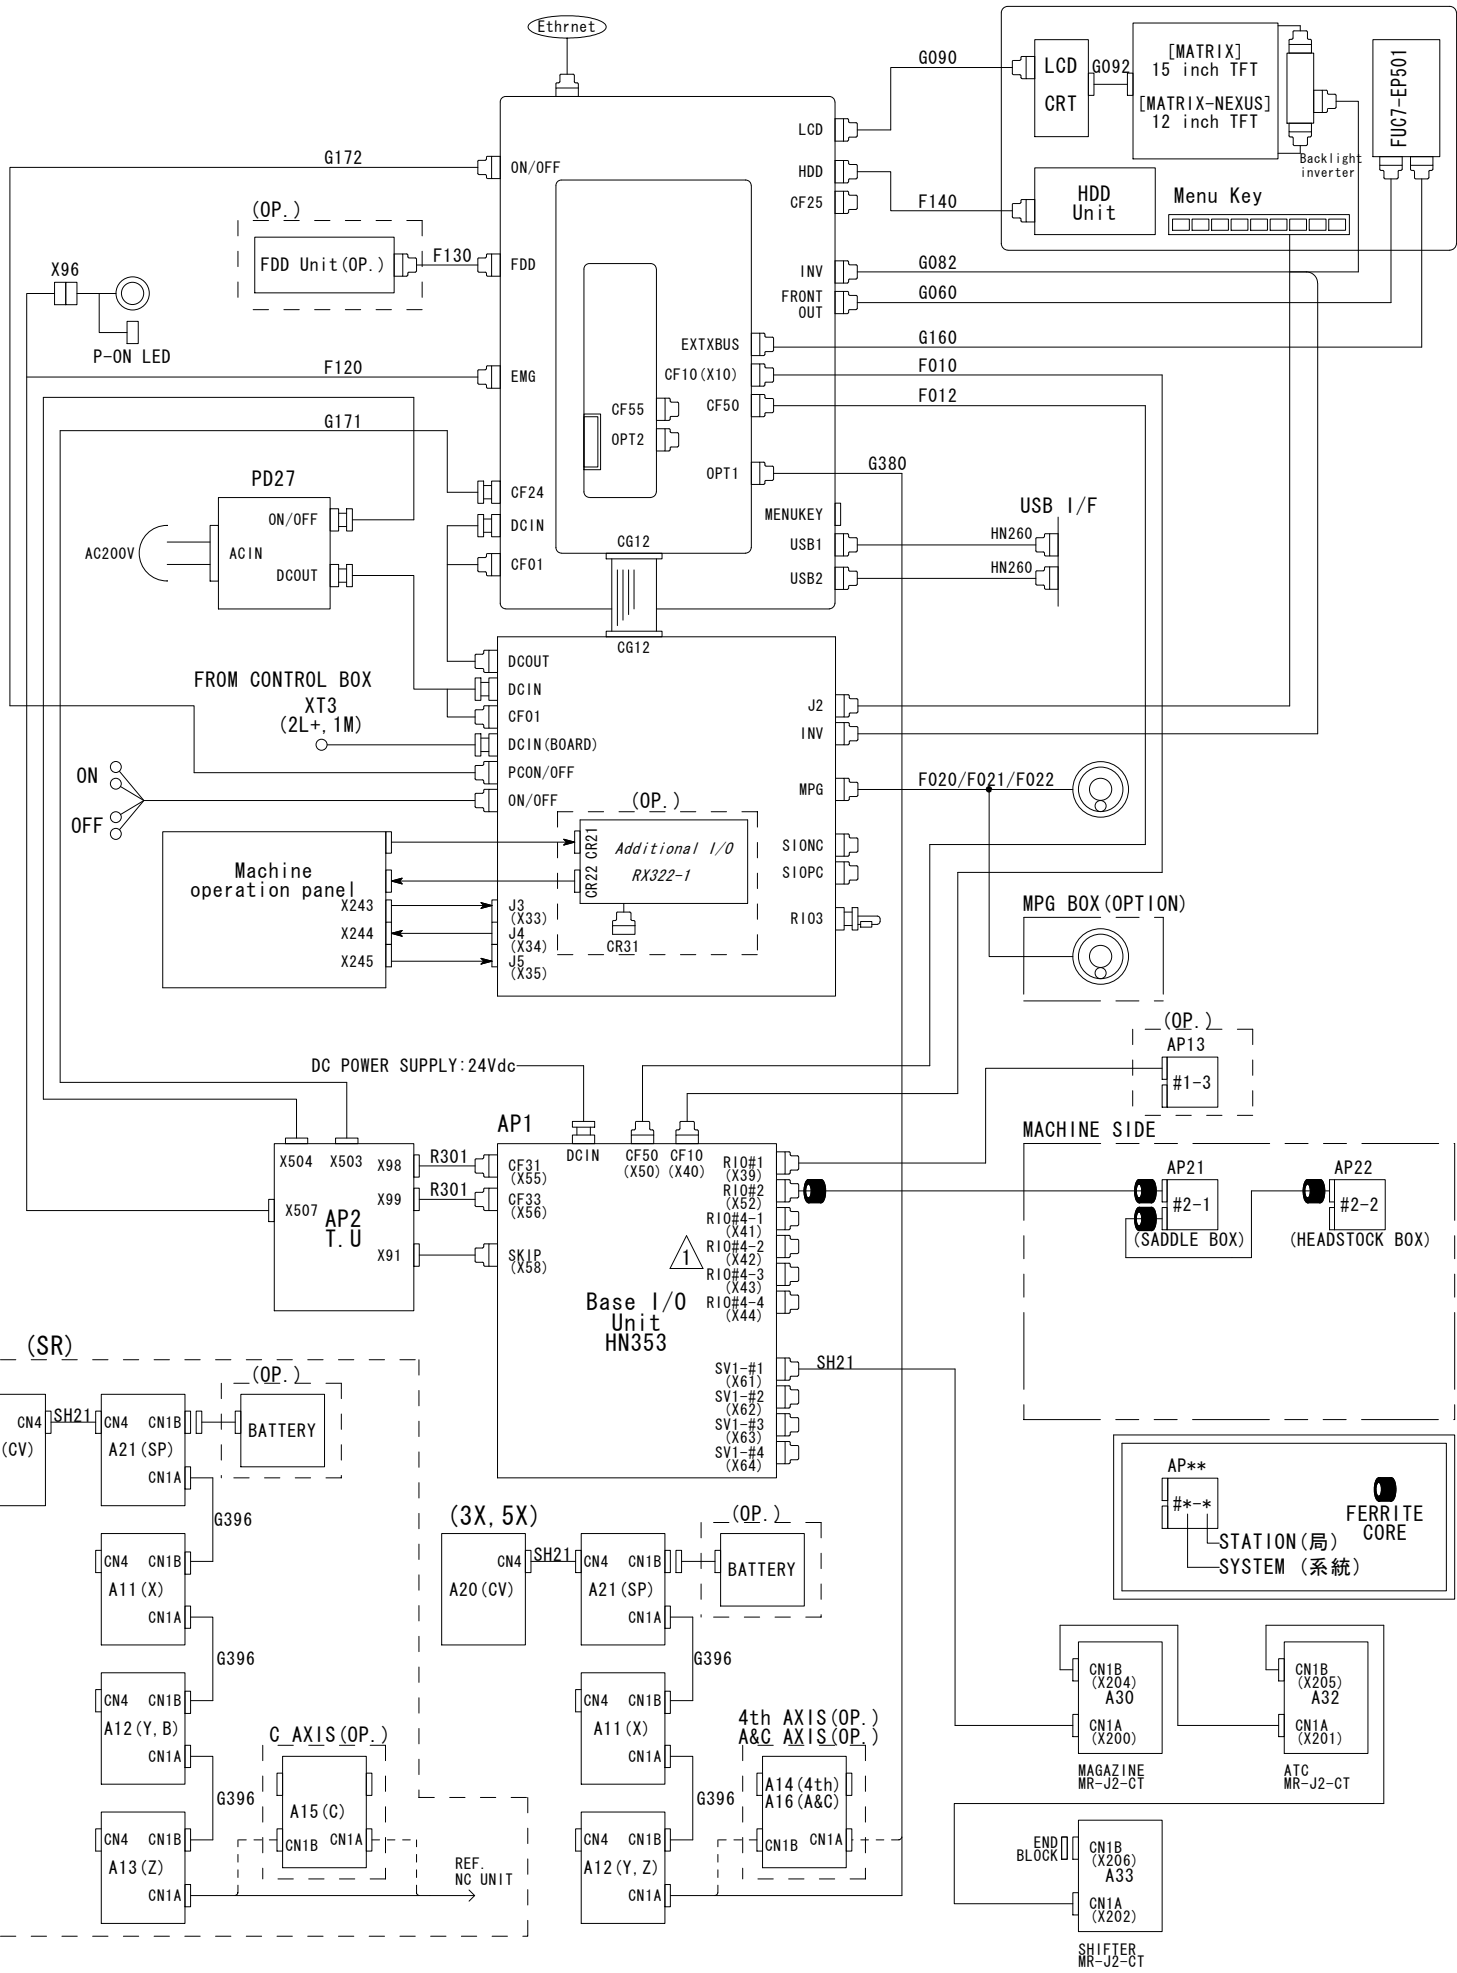 Ethrnet
G090
LCD
CRT
G092
[MATRIX]
15 inch TFT
[MATRIX-NEXUS]
12 inch TFT
Backlight
inverter
FUC7-EP501
LCD
HDD
CF25
F140
HDD
Unit
Menu Key
G172
ON/OFF
(OP.)
FDD Unit(OP.)
F130
FDD
X96
P-ON LED
INV
G082
FRONT
OUT
G060
EXTXBUS
G160
CF10(X10)
F010
CF50
F012
F120
EMG
CF55
OPT2
G171
OPT1
G380
PD27
ON/OFF
AC200V
ACIN
DCOUT
CF24
DCIN
CF01
CG12
MENUKEY
USB1
USB2
USB I/F
HN260
HN260
CG12
DCOUT
DCIN
CF01
DCIN(BOARD)
PCON/OFF
ON/OFF
FROM CONTROL BOX
XT3
(2L+,1M)
ON
OFF
J2
INV
MPG
F020/F021/F022
SIONC
SIOPC
RIO3
(OP.)
CR21
CR22
Additional I/O
RX322-1
CR31
Machine
operation panel
X243
X244
X245
J3
(X33)
J4
(X34)
J5
(X35)
MPG BOX(OPTION)
(OP.)
AP13
#1-3
DC POWER SUPPLY:24Vdc
AP1
DCIN
CF50
(X50)
CF10
(X40)
MACHINE SIDE
AP21
#2-1
(SADDLE BOX)
AP22
#2-2
(HEADSTOCK BOX)
X504
X503
X98
X99
X507
X91
AP2
T.U
R301
R301
CF31
(X55)
CF33
(X56)
SKIP
(X58)
RIO#1
(X39)
RIO#2
(X52)
RIO#4-1
(X41)
RIO#4-2
(X42)
RIO#4-3
(X43)
RIO#4-4
(X44)
1
Base I/O
Unit
HN353
SV1-#1
(X61)
SV1-#2
(X62)
SV1-#3
(X63)
SV1-#4
(X64)
SH21
(SR)
CN4
(CV)
SH21
CN4
CN1B
A21(SP)
CN1A
(OP.)
BATTERY
G396
CN4
CN1B
A11(X)
CN1A
G396
CN4
CN1B
A12(Y,B)
CN1A
G396
CN4
CN1B
A13(Z)
CN1A
C AXIS(OP.)
A15(C)
CN1B
CN1A
REF.
NC UNIT
(3X,5X)
CN4
A20(CV)
SH21
CN4
CN1B
A21(SP)
CN1A
(OP.)
BATTERY
G396
CN4
CN1B
A11(X)
CN1A
G396
CN4
CN1B
A12(Y,Z)
CN1A
4th AXIS(OP.)
A&C AXIS(OP.)
A14(4th)
A16(A&C)
CN1B
CN1A
AP**
#*-*
STATION(局)
SYSTEM (系統)
FERRITE
CORE
CN1B
(X204)
A30
CN1A
(X200)
MAGAZINE
MR-J2-CT
CN1B
(X205)
A32
CN1A
(X201)
ATC
MR-J2-CT
END
BLOCK
CN1B
(X206)
A33
CN1A
(X202)
SHIFTER
MR-J2-CT